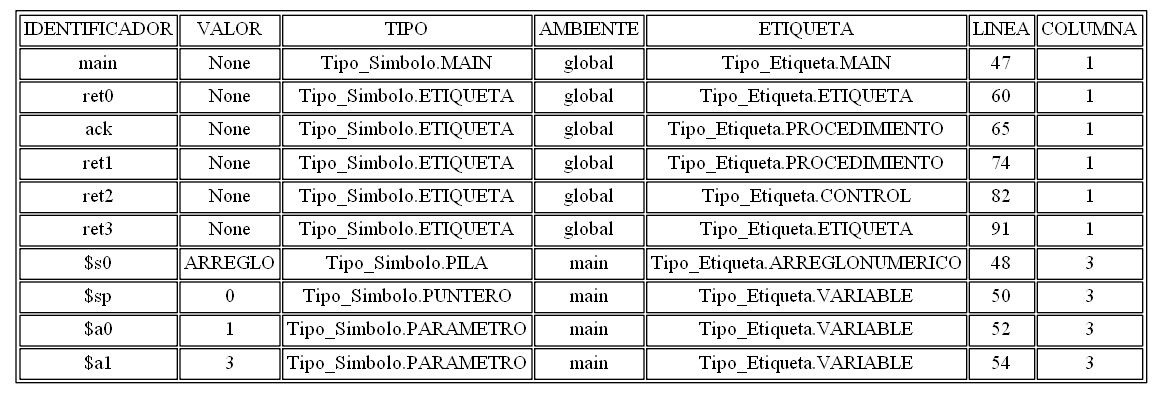 IDENTIFICADOR VALOR TIPO AMBIENTE ETIQUETA LINEA COLUMNA
main None Tipo_Simbolo.MAIN global Tipo_Etiqueta.MAIN 47 1
ret0 None Tipo_Simbolo.ETIQUETA global Tipo_Etiqueta.ETIQUETA 60 1
ack None Tipo_Simbolo.ETIQUETA global Tipo_Etiqueta.PROCEDIMIENTO 65 1
ret1 None Tipo_Simbolo.ETIQUETA global Tipo_Etiqueta.PROCEDIMIENTO 74 1
ret2 None Tipo_Simbolo.ETIQUETA global Tipo_Etiqueta.CONTROL 82 1
ret3 None Tipo_Simbolo.ETIQUETA global Tipo_Etiqueta.ETIQUETA 91 1
$s0 ARREGLO Tipo_Simbolo.PILA main Tipo_Etiqueta.ARREGLONUMERICO 48 3
$sp 0 Tipo_Simbolo.PUNTERO main Tipo_Etiqueta.VARIABLE 50 3
$a0 1 Tipo_Simbolo.PARAMETRO main Tipo_Etiqueta.VARIABLE 52 3
$a1 3 Tipo_Simbolo.PARAMETRO main Tipo_Etiqueta.VARIABLE 54 3